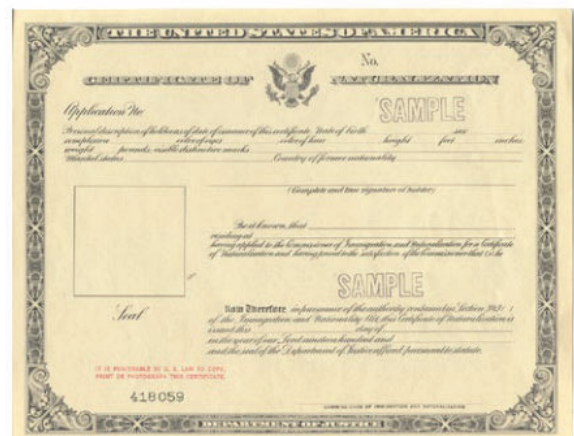 THE UNITED STATES OF AMERICA
No.
CERTIFICATE OF NATURALIZATION
Application No.
SAMPLE
Personal description of holder as of date of issuance of this certificate: Date of birth sex
complexion color of eyes color of hair height feet inches
weight pounds, visible distinctive marks
Marital status Country of former nationality
(Complete and true signature of holder)
Be it known, that
residing at
having applied to the Commissioner of Immigration and Naturalization for a Certificate
of Naturalization and having proved to the satisfaction of the Commissioner that (s)he
SAMPLE
Seal
Now Therefore, in pursuance of the authority contained in Section
of the Immigration and Nationality Act, this Certificate of Naturalization is
issued this day of
in the year of our Lord nineteen hundred and
and the seal of the Department of Justice affixed pursuant to statute.
IT IS PUNISHABLE BY U. S. LAW TO COPY,
PRINT OR PHOTOGRAPH THIS CERTIFICATE.
418059
COMMISSIONER OF IMMIGRATION AND NATURALIZATION
DEPARTMENT OF JUSTICE